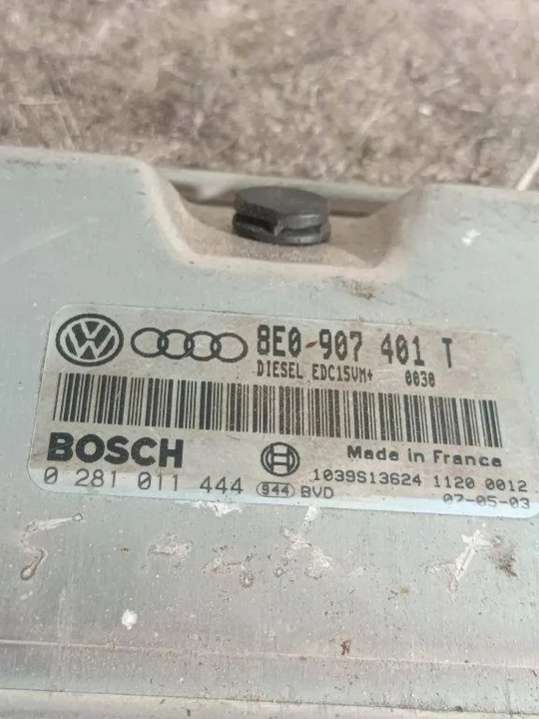 8E0-907 401 T
DIESEL EDC15VM+ 0030
BOSCH Made in France
0 281 011 444 944 BVD 1039S13624 1120 0012
07-05-03